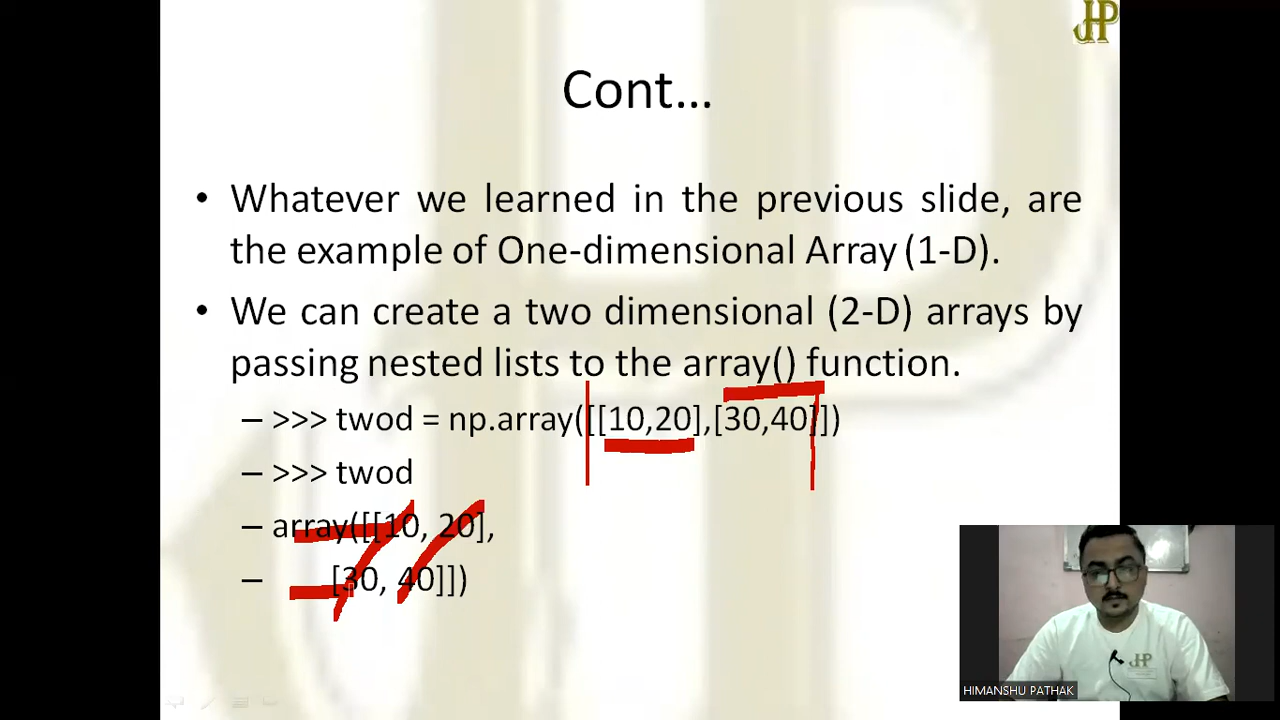 JHP
Cont...
• Whatever we learned in the previous slide, are
the example of One-dimensional Array (1-D).
• We can create a two dimensional (2-D) arrays by
passing nested lists to the array() function.
– >>> twod = np.array([[10,20],[30,40]])
– >>> twod
– array([[10, 20],
– [30, 40]])
JHP
HIMANSHU PATHAK